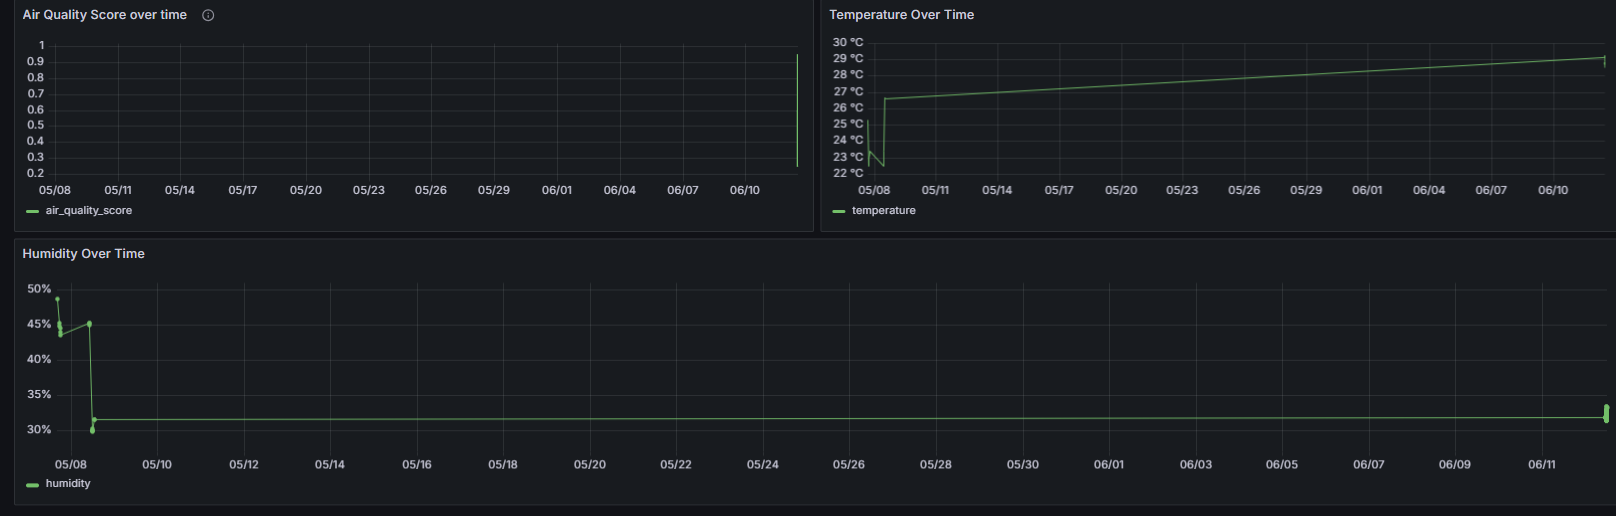 Air Quality Score over time
1
0.9
0.8
0.7
0.6
0.5
0.4
0.3
0.2
05/08 05/11 05/14 05/17 05/20 05/23 05/26 05/29 06/01 06/04 06/07 06/10
air_quality_score
Temperature Over Time
30 °C
29 °C
28 °C
27 °C
26 °C
25 °C
24 °C
23 °C
22 °C
05/08 05/11 05/14 05/17 05/20 05/23 05/26 05/29 06/01 06/04 06/07 06/10
temperature
Humidity Over Time
50%
45%
40%
35%
30%
05/08 05/10 05/12 05/14 05/16 05/18 05/20 05/22 05/24 05/26 05/28 05/30 06/01 06/03 06/05 06/07 06/09 06/11
humidity